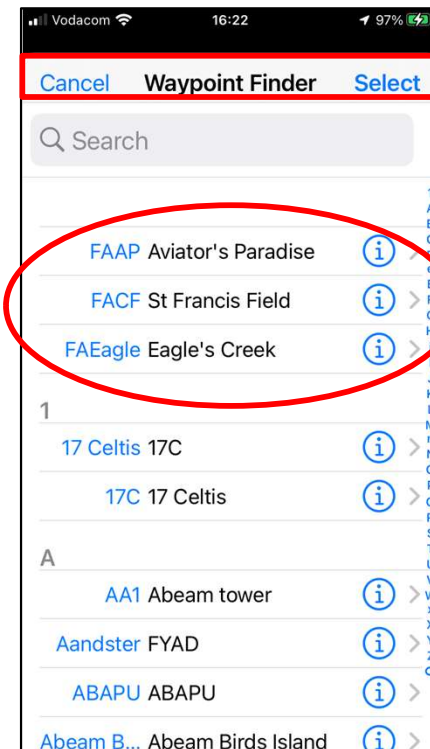 Vodacom 16:22 97%
Cancel Waypoint Finder Select
Search
FAAP Aviator's Paradise
FACF St Francis Field
FAEagle Eagle's Creek
1
17 Celtis 17C
17C 17 Celtis
A
AA1 Abeam tower
Aandster FYAD
ABAPU ABAPU
Abeam B... Abeam Birds Island